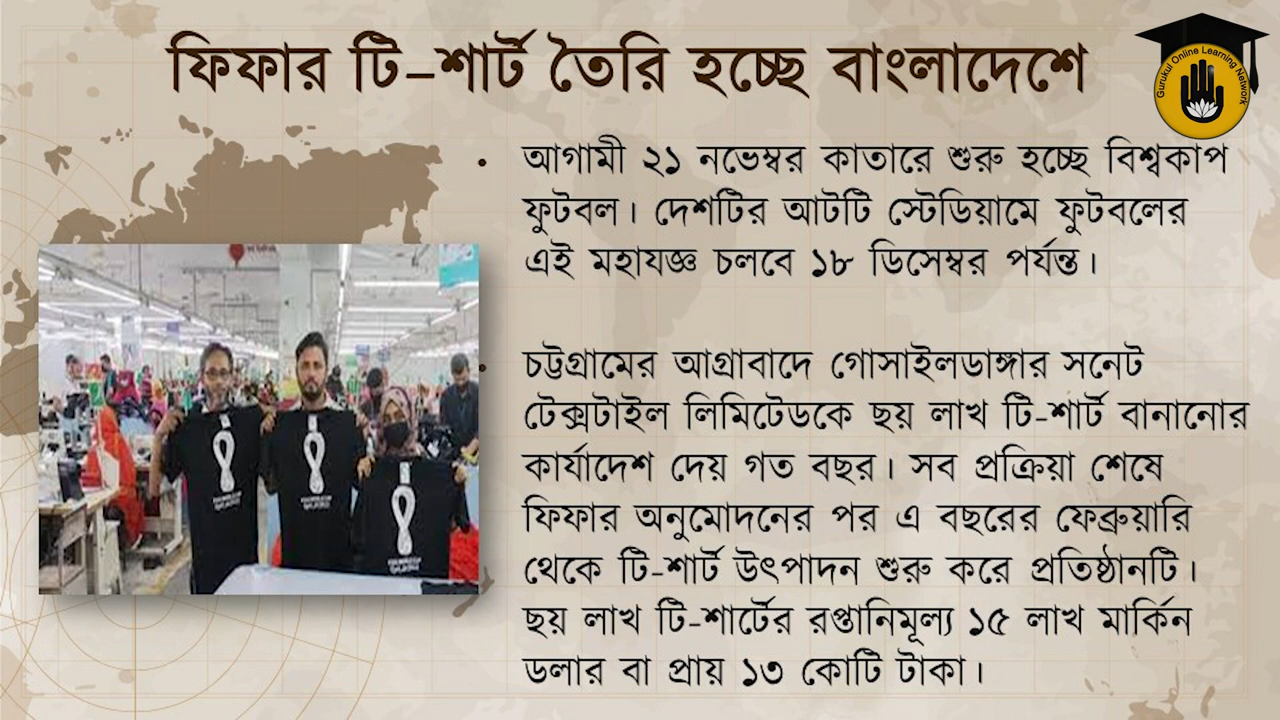 ফিফার টি-শার্ট তৈরি হচ্ছে বাংলাদেশে
Gurukul Online Learning Network
• আগামী ২১ নভেম্বর কাতারে শুরু হচ্ছে বিশ্বকাপ
ফুটবল। দেশটির আটটি স্টেডিয়ামে ফুটবলের
এই মহাযজ্ঞ চলবে ১৮ ডিসেম্বর পর্যন্ত।
• চট্টগ্রামের আগ্রাবাদে গোসাইলডাঙ্গার সনেট
টেক্সটাইল লিমিটেডকে ছয় লাখ টি-শার্ট বানানোর
কার্যাদেশ দেয় গত বছর। সব প্রক্রিয়া শেষে
ফিফার অনুমোদনের পর এ বছরের ফেব্রুয়ারি
থেকে টি-শার্ট উৎপাদন শুরু করে প্রতিষ্ঠানটি।
ছয় লাখ টি-শার্টের রপ্তানিমূল্য ১৫ লাখ মার্কিন
ডলার বা প্রায় ১৩ কোটি টাকা।